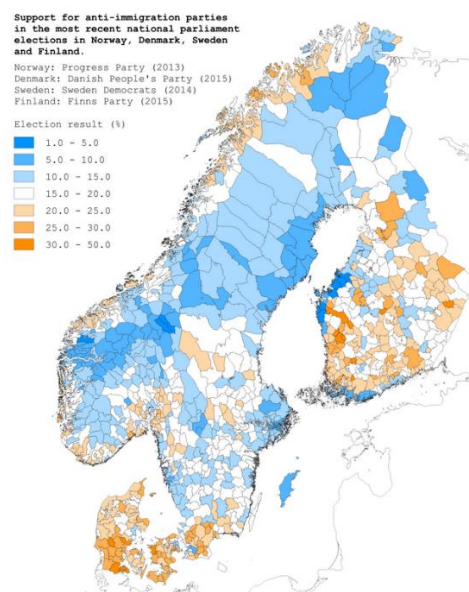 Support for anti-immigration parties
in the most recent national parliament
elections in Norway, Denmark, Sweden
and Finland.
Norway: Progress Party (2013)
Denmark: Danish People's Party (2015)
Sweden: Sweden Democrats (2014)
Finland: Finns Party (2015)
Election result (%)
1.0 - 5.0
5.0 - 10.0
10.0 - 15.0
15.0 - 20.0
20.0 - 25.0
25.0 - 30.0
30.0 - 50.0